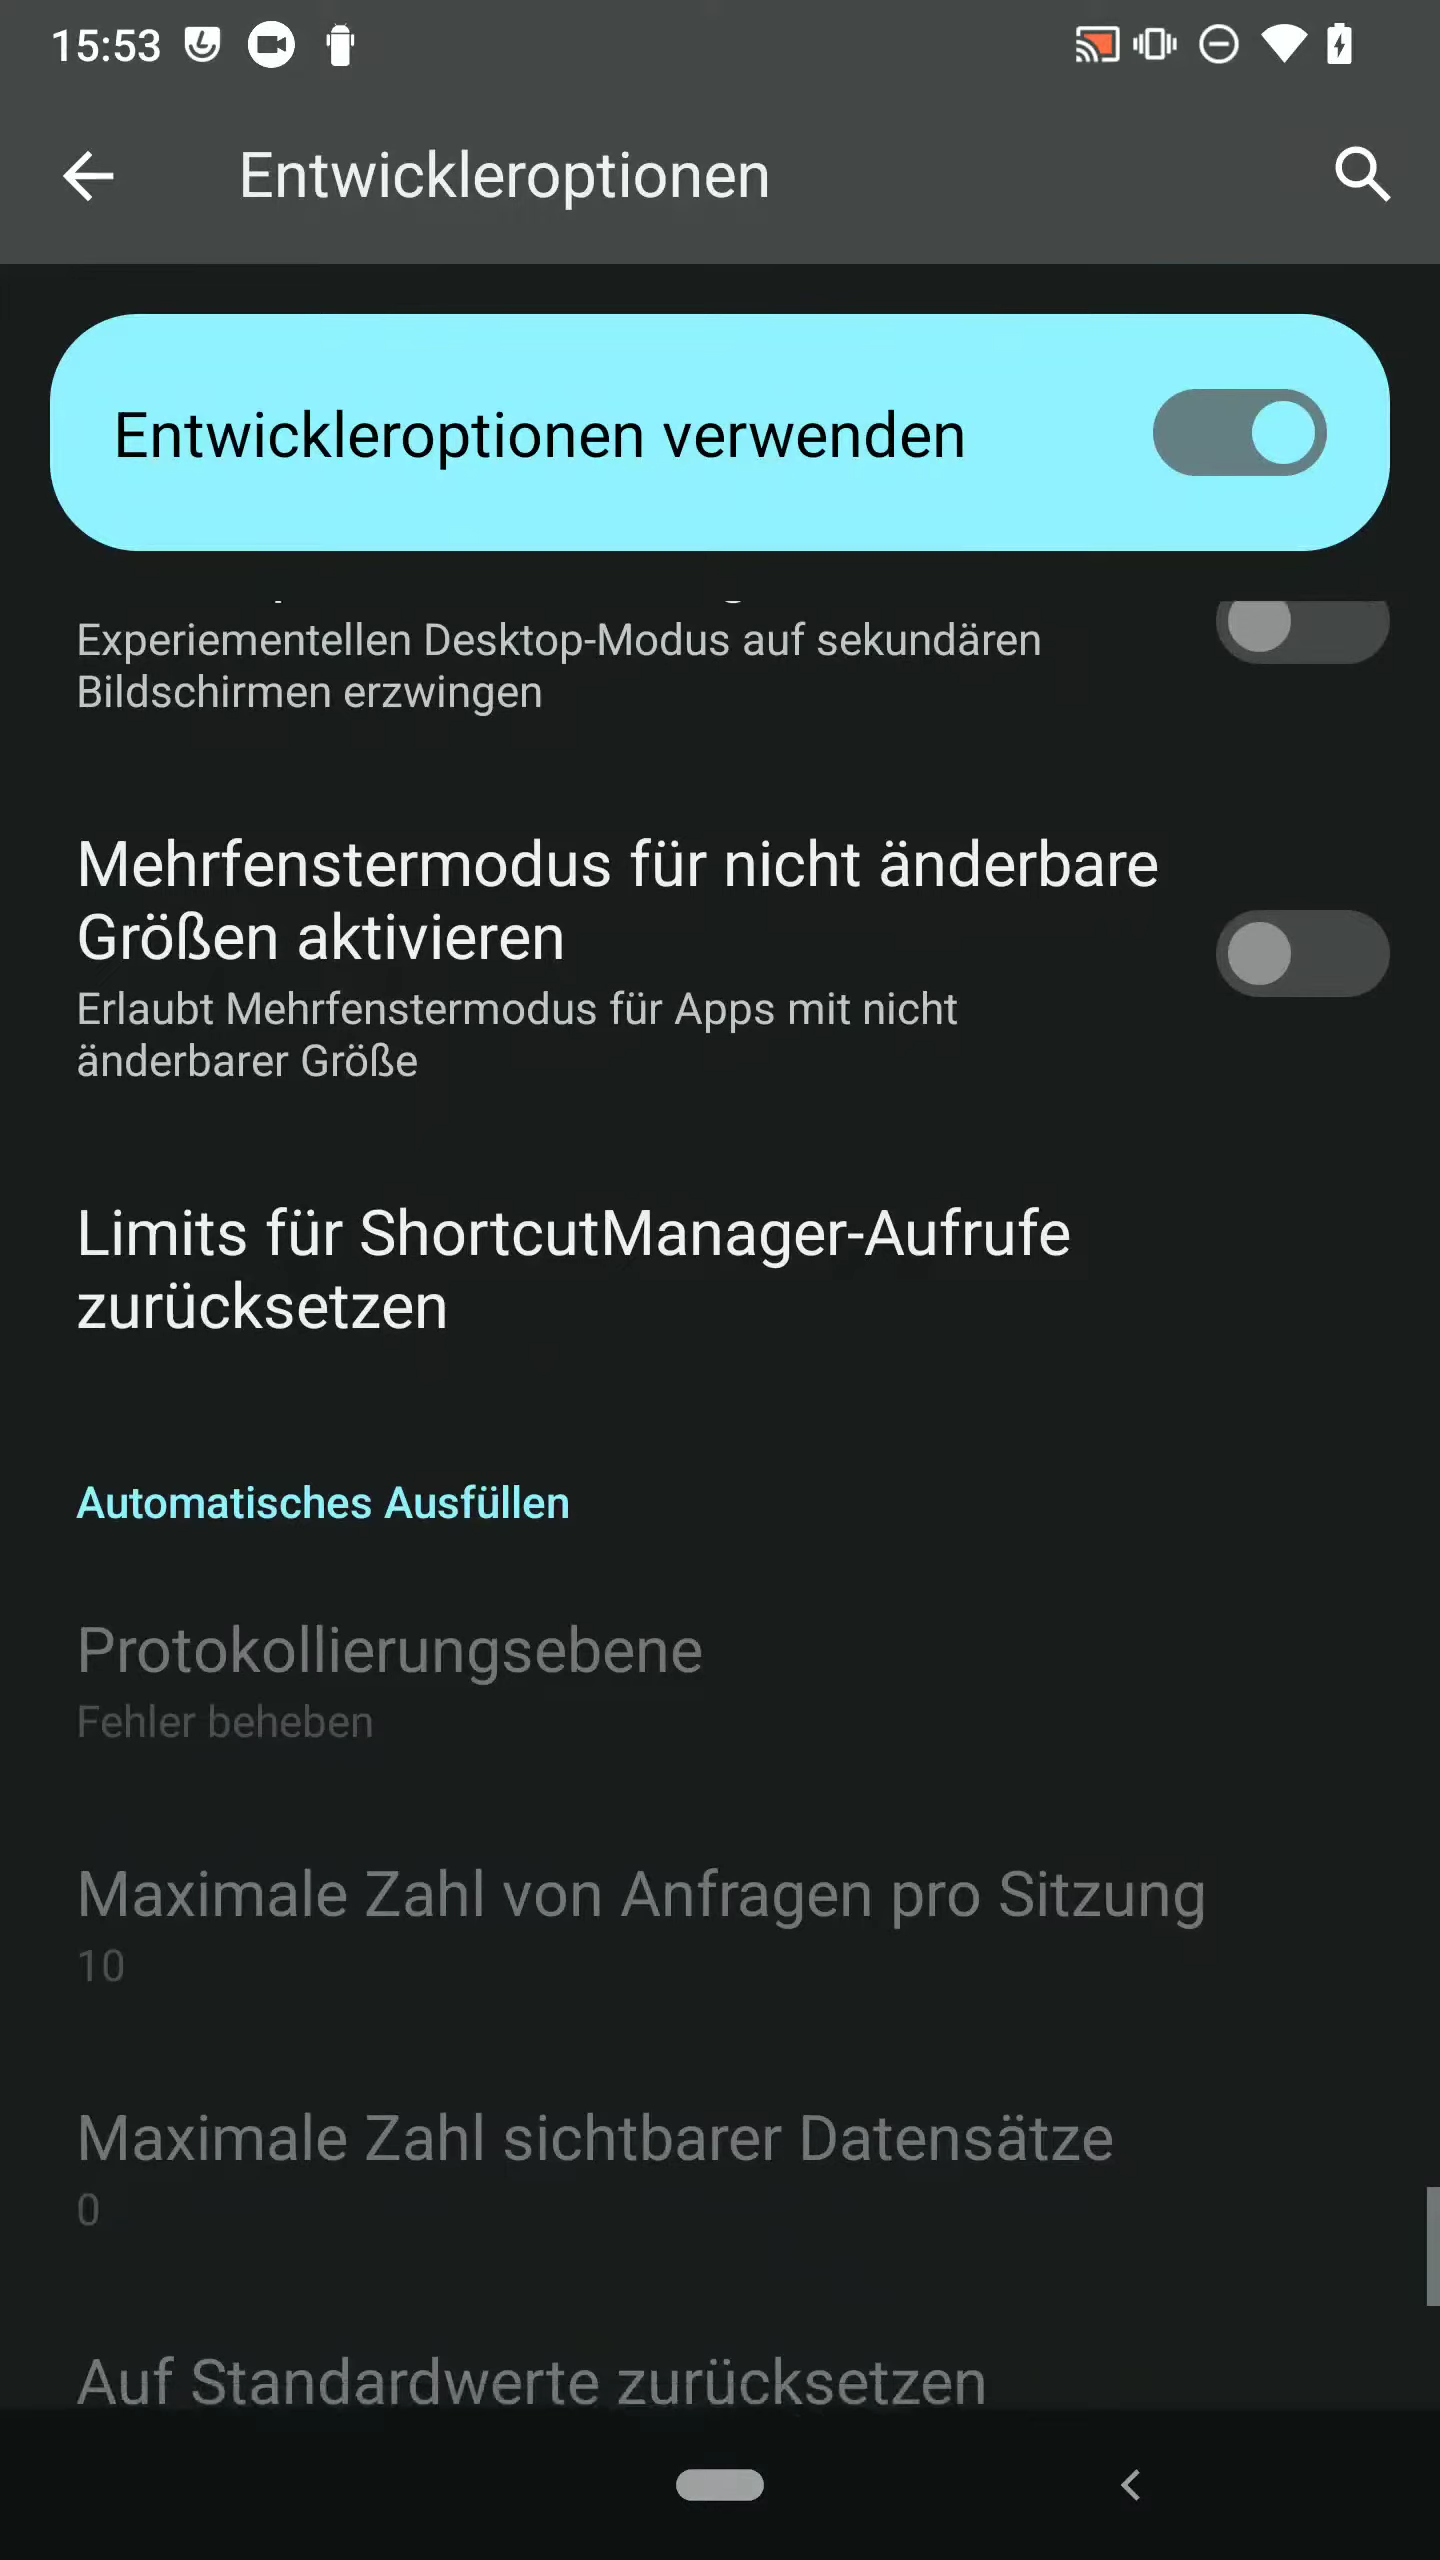 15:53
Entwickleroptionen
Entwickleroptionen verwenden
Experiementellen Desktop-Modus auf sekundären
Bildschirmen erzwingen
Mehrfenstermodus für nicht änderbare
Größen aktivieren
Erlaubt Mehrfenstermodus für Apps mit nicht
änderbarer Größe
Limits für ShortcutManager-Aufrufe
zurücksetzen
Automatisches Ausfüllen
Protokollierungsebene
Fehler beheben
Maximale Zahl von Anfragen pro Sitzung
10
Maximale Zahl sichtbarer Datensätze
0
Auf Standardwerte zurücksetzen